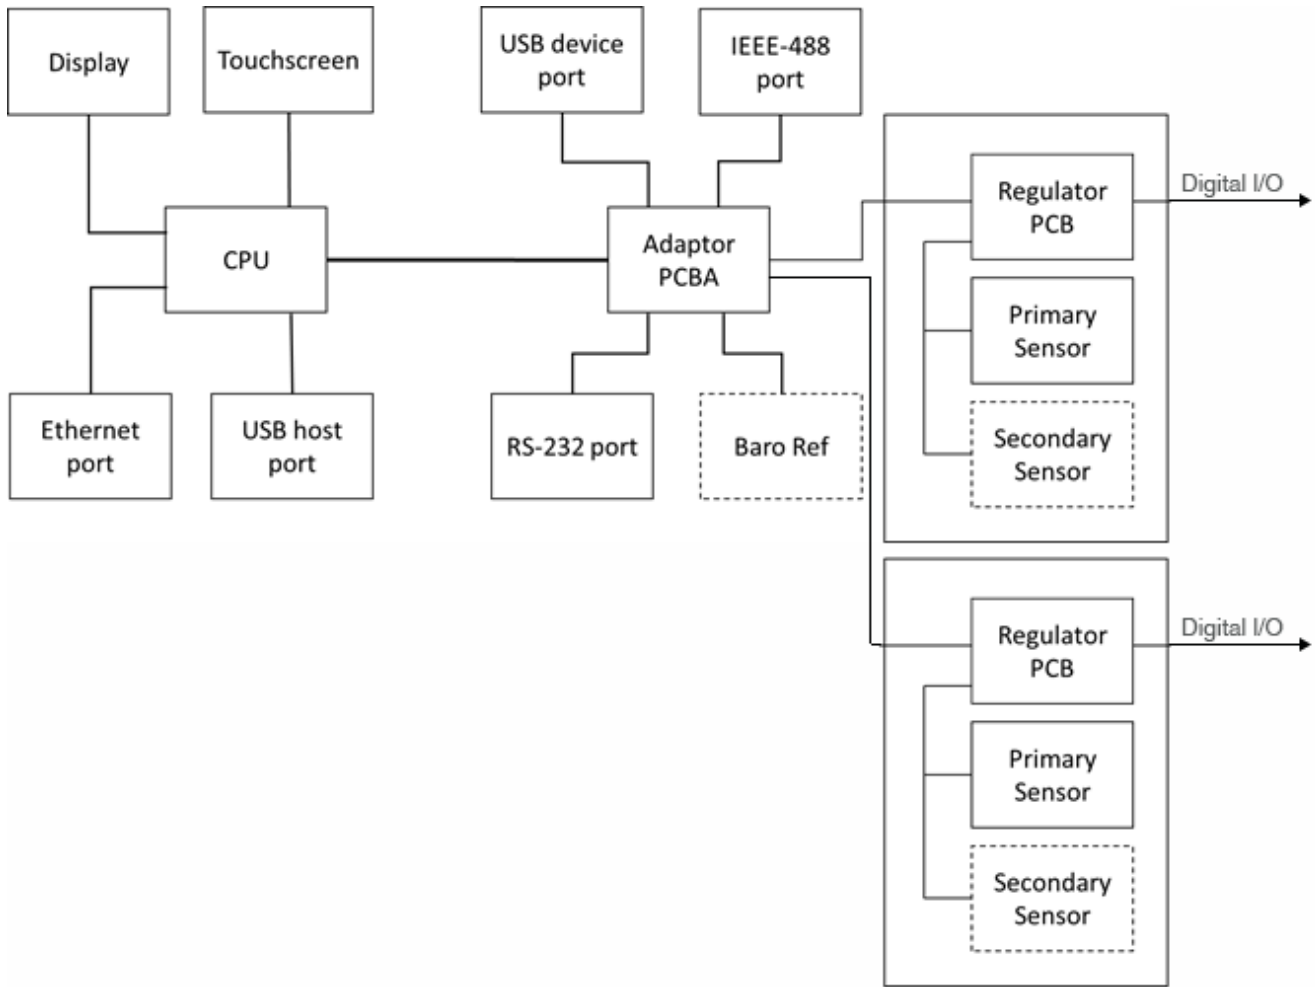 Display
Touchscreen
USB device
port
IEEE-488
port
CPU
Adaptor
PCBA
Ethernet
port
USB host
port
RS-232 port
Baro Ref
Regulator
PCB
Digital I/O
Primary
Sensor
Secondary
Sensor
Regulator
PCB
Digital I/O
Primary
Sensor
Secondary
Sensor